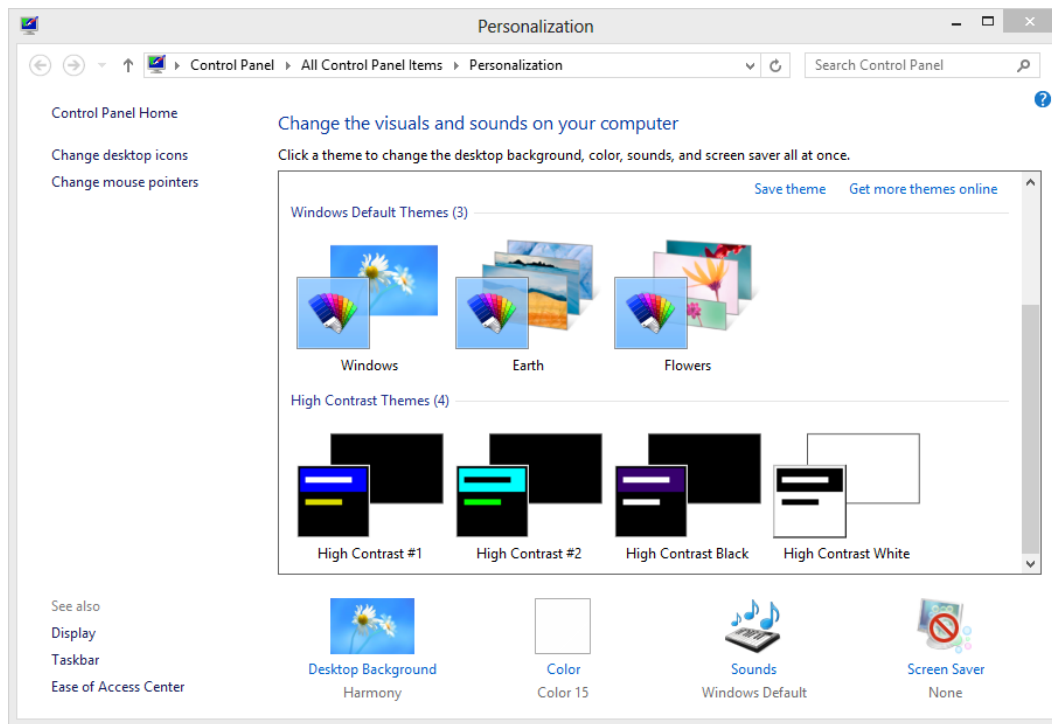 Personalization
Control Panel
All Control Panel Items
Personalization
Search Control Panel
?
Control Panel Home
Change desktop icons
Change mouse pointers
Change the visuals and sounds on your computer
Click a theme to change the desktop background, color, sounds, and screen saver all at once.
Save theme
Get more themes online
Windows Default Themes (3)
Windows
Earth
Flowers
High Contrast Themes (4)
High Contrast #1
High Contrast #2
High Contrast Black
High Contrast White
See also
Display
Taskbar
Ease of Access Center
Desktop Background
Harmony
Color
Color 15
Sounds
Windows Default
Screen Saver
None